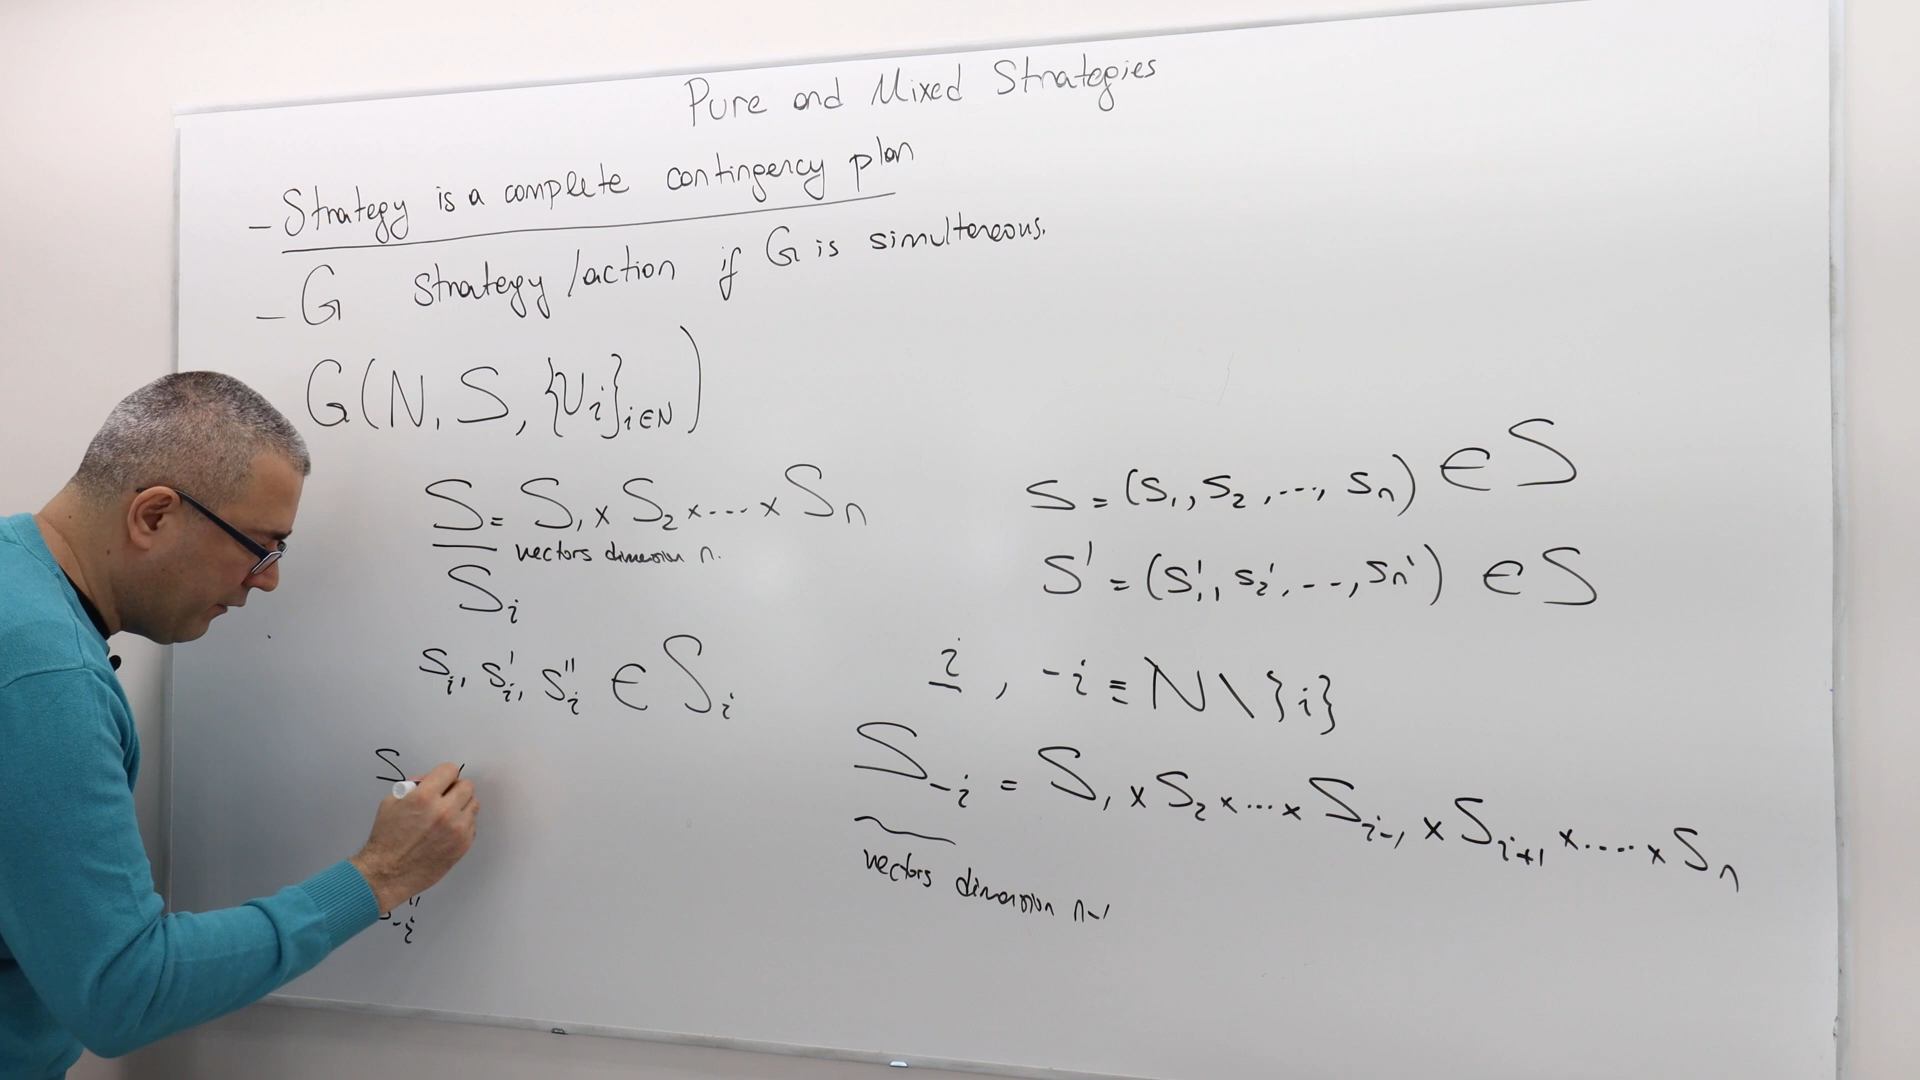 Pure and Mixed Strategies
- Strategy is a complete contingency plan
- G strategy /action if G is simultaneous.
G(N, S, {U_i}_{i∈N})
S = S_1 × S_2 × ... × S_n
vectors dimension n.
S_i
s_i, s_i', s_i'' ∈ S_i
s = (s_1, s_2, ..., s_n) ∈ S
s' = (s_1', s_2', ..., s_n') ∈ S
i , -i ≡ N \ {i}
S_{-i} = S_1 × S_2 × ... × S_{i-1} × S_{i+1} × .... × S_n
vectors dimension n-1
S